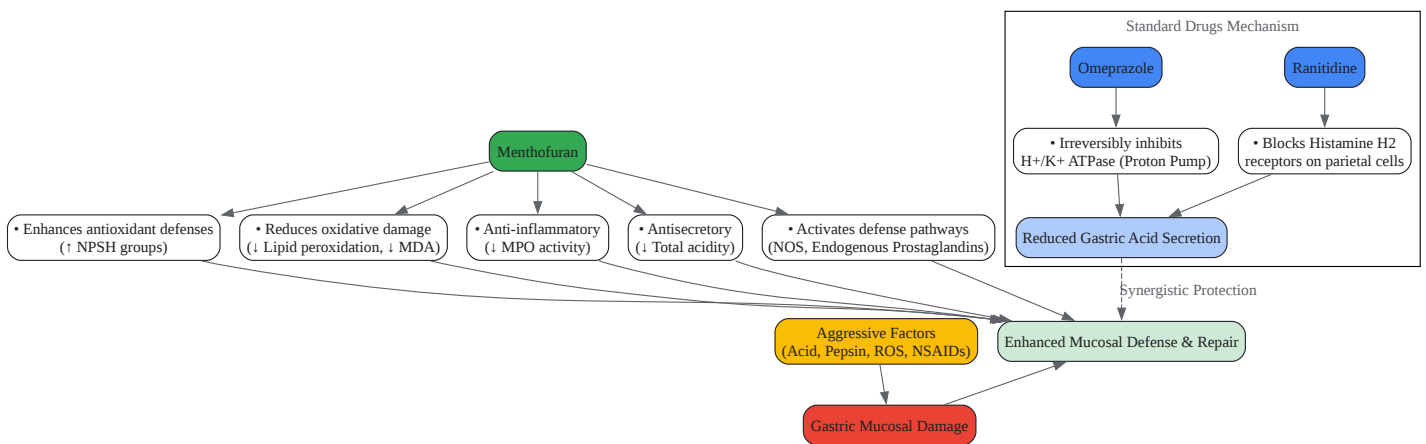 Standard Drugs Mechanism
Omeprazole
Ranitidine
• Irreversibly inhibits
H+/K+ ATPase (Proton Pump)
• Blocks Histamine H2
receptors on parietal cells
Menthofuran
• Enhances antioxidant defenses
(↑ NPSH groups)
• Reduces oxidative damage
(↓ Lipid peroxidation, ↓ MDA)
• Anti-inflammatory
(↓ MPO activity)
• Antisecretory
(↓ Total acidity)
• Activates defense pathways
(NOS, Endogenous Prostaglandins)
Reduced Gastric Acid Secretion
Synergistic Protection
Aggressive Factors
(Acid, Pepsin, ROS, NSAIDs)
Enhanced Mucosal Defense & Repair
Gastric Mucosal Damage